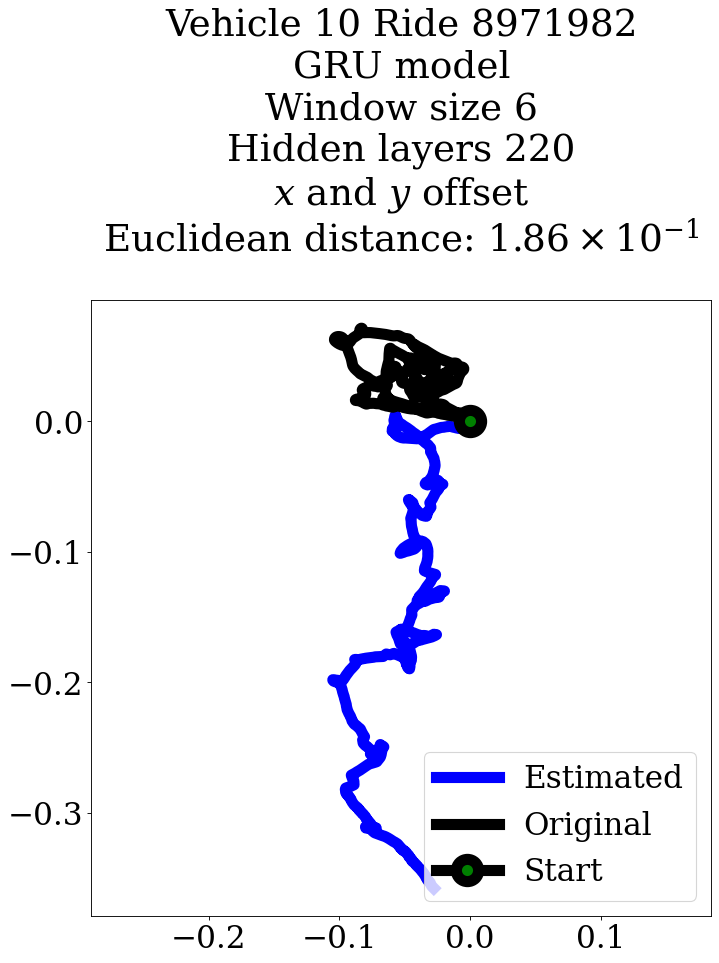 Vehicle 10 Ride 8971982
GRU model
Window size 6
Hidden layers 220
x and y offset
Euclidean distance: 1.86 × 10⁻¹
0.0
−0.1
−0.2
−0.3
Estimated
Original
Start
−0.2 −0.1 0.0 0.1